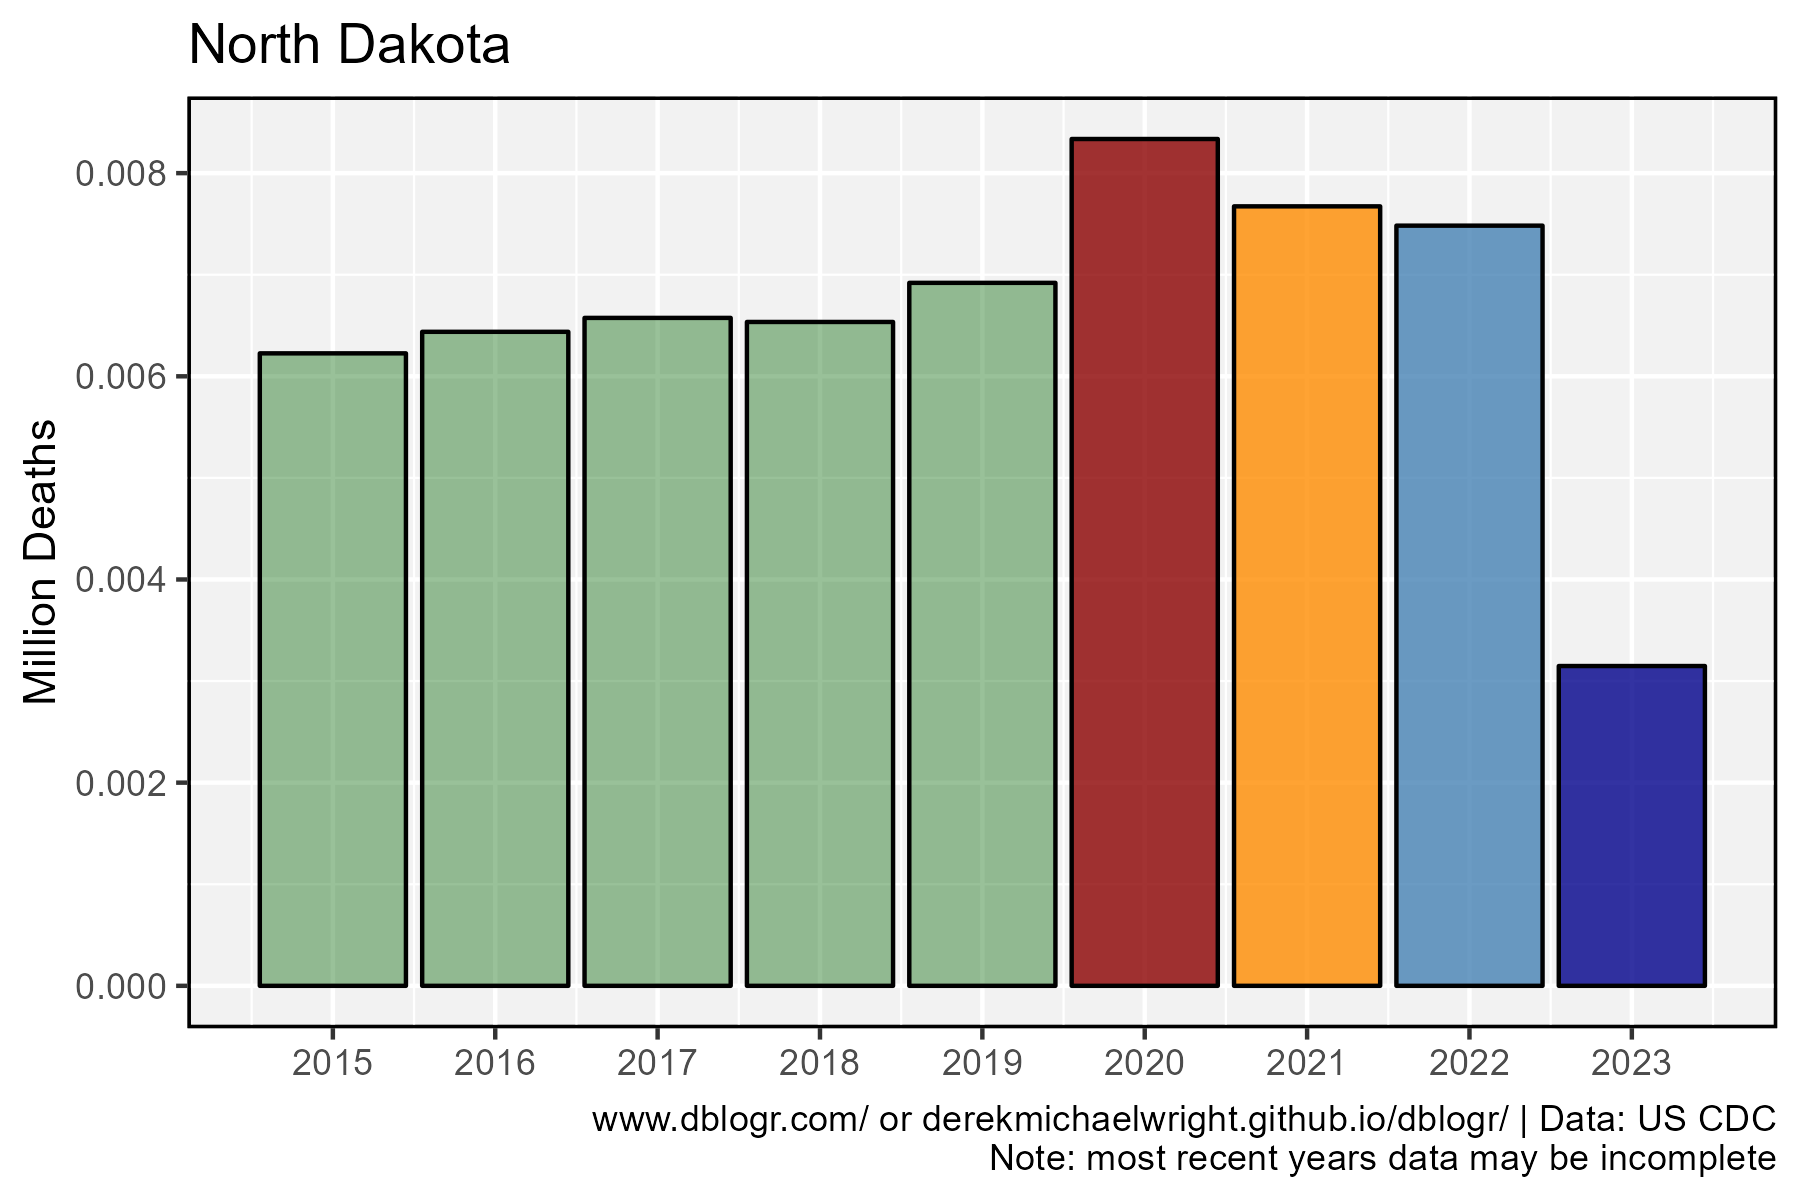 North Dakota
Million Deaths
0.008
0.006
0.004
0.002
0.000
2015 2016 2017 2018 2019 2020 2021 2022 2023
www.dblogr.com/ or derekmichaelwright.github.io/dblogr/ | Data: US CDC
Note: most recent years data may be incomplete